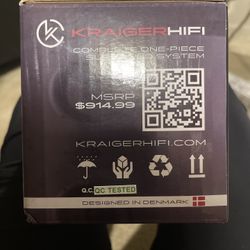 KRAIGERHIFI
COMPLETE ONE-PIECE
SYSTEM
MSRP
$914.99
KRAIGERHIFI.COM
Q.C. QC TESTED
DESIGNED IN DENMARK